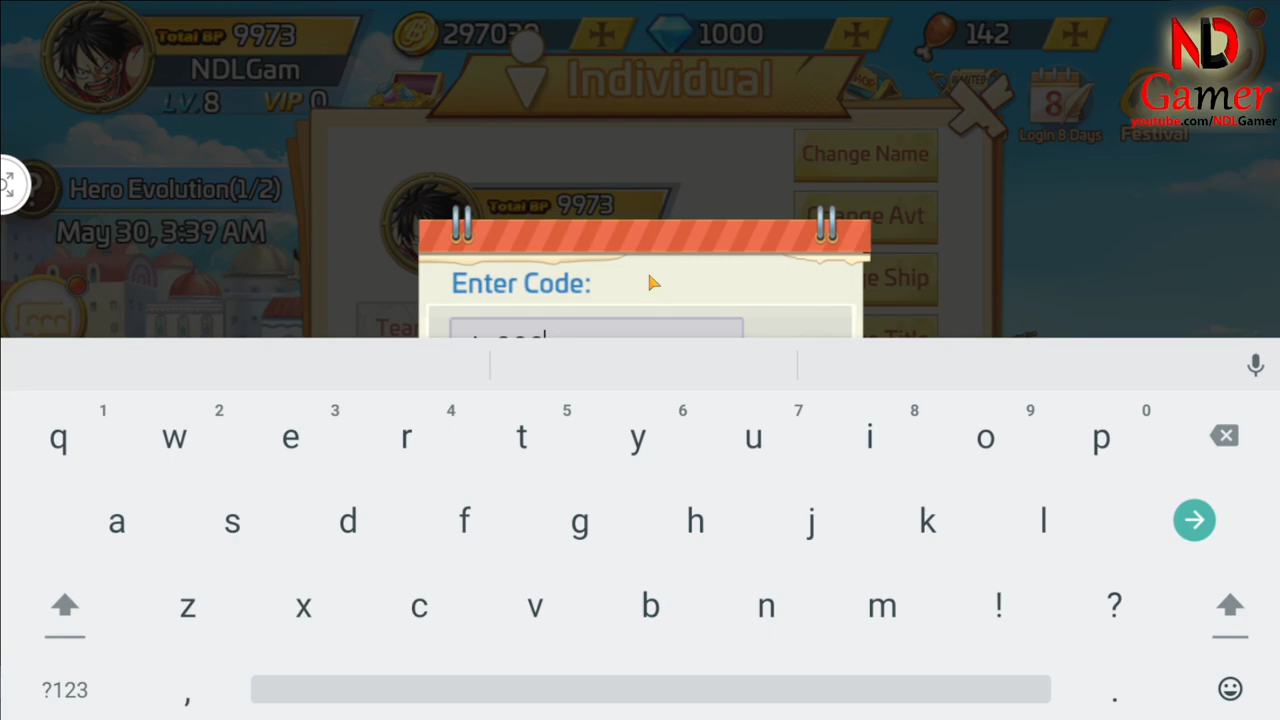 Total BP 9973
NDLGam
LV.8 VIP 0
1000
142
Individual
8
Login 8 Days
Festival
ND
Gamer
youtube.com/NDLGamer
Change Name
Hero Evolution(1/2)
May 30, 3:39 AM
Total BP 9973
Enter Code:
1 2 3 4 5 6 7 8 9 0
q w e r t y u i o p
a s d f g h j k l
z x c v b n m ! ?
?123 , .